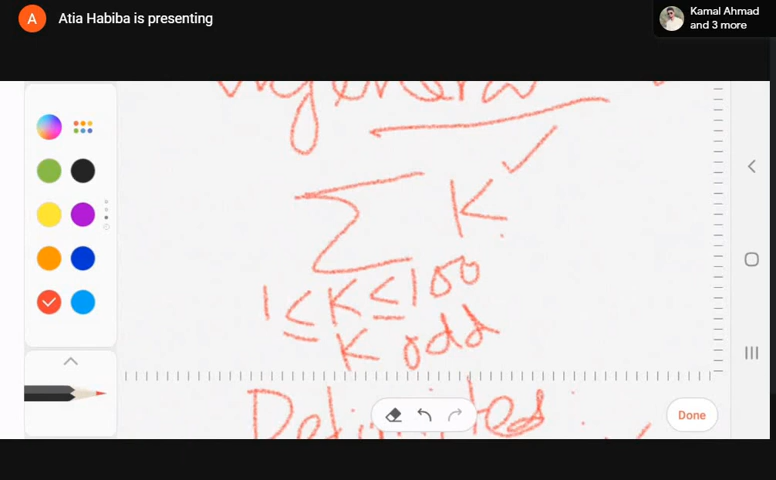 Atia Habiba is presenting
A
Kamal Ahmad
and 3 more
∑ K
1 ≤ K ≤ 100
K odd
Done